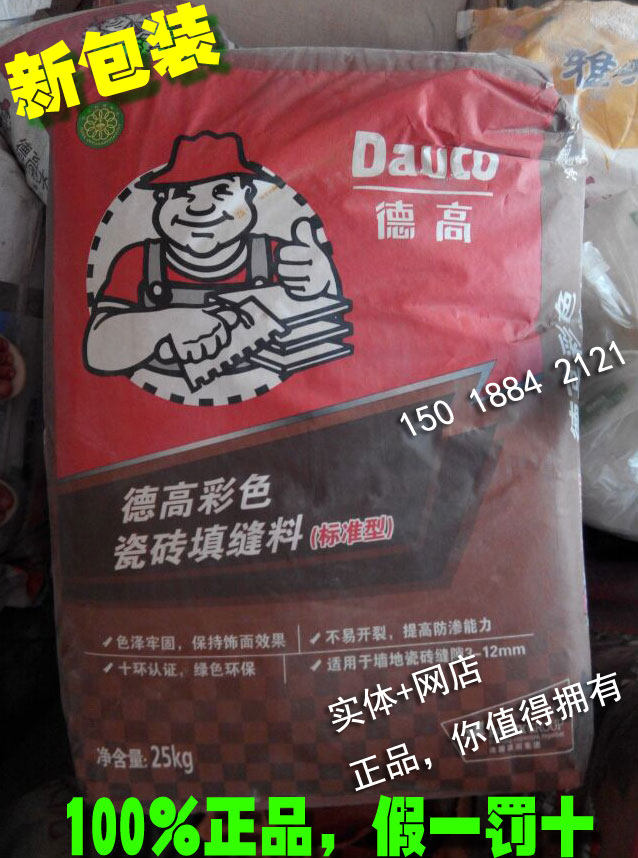 新包装
雅
Dauco
德高
彩色
150 1884 2121
德高彩色
瓷砖填缝料(标准型)
✓色泽牢固，保持饰面效果
✓不易开裂，提高防渗能力
✓十环认证，绿色环保
✓适用于墙地瓷砖缝隙3-12mm
实体+网店
正品，你值得拥有
净含量: 25kg
100%正品，假一罚十